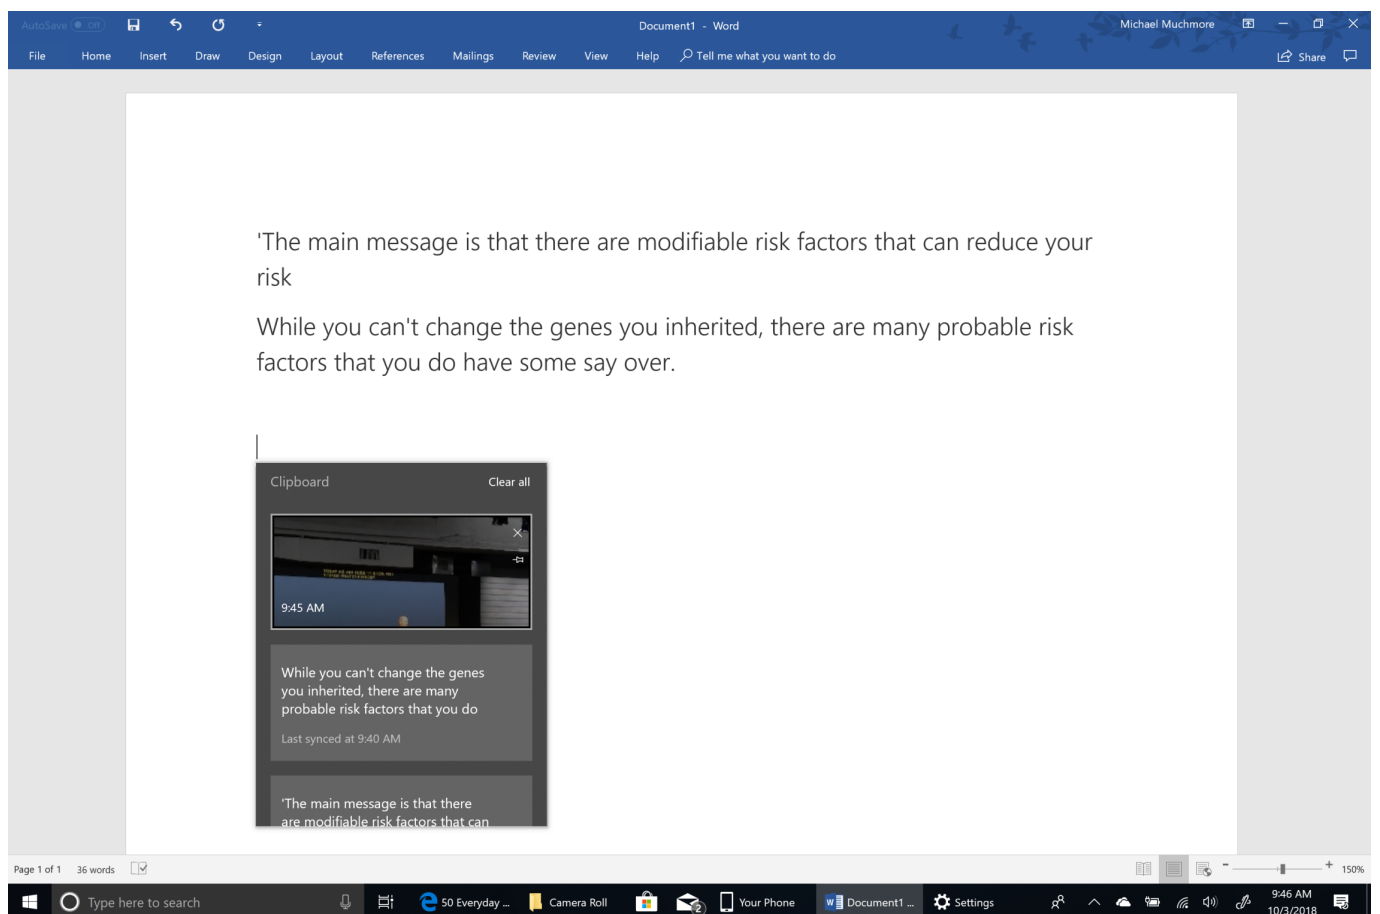 AutoSave Off
Document1 - Word
Michael Muchmore
File Home Insert Draw Design Layout References Mailings Review View Help Tell me what you want to do
Share
'The main message is that there are modifiable risk factors that can reduce your
risk
While you can't change the genes you inherited, there are many probable risk
factors that you do have some say over.
Clipboard Clear all
9:45 AM
While you can't change the genes
you inherited, there are many
probable risk factors that you do
Last synced at 9:40 AM
'The main message is that there
are modifiable risk factors that can
Page 1 of 1 36 words
150%
Type here to search
50 Everyday ...
Camera Roll
2
Your Phone
Document1 ...
Settings
9:46 AM
10/3/2018